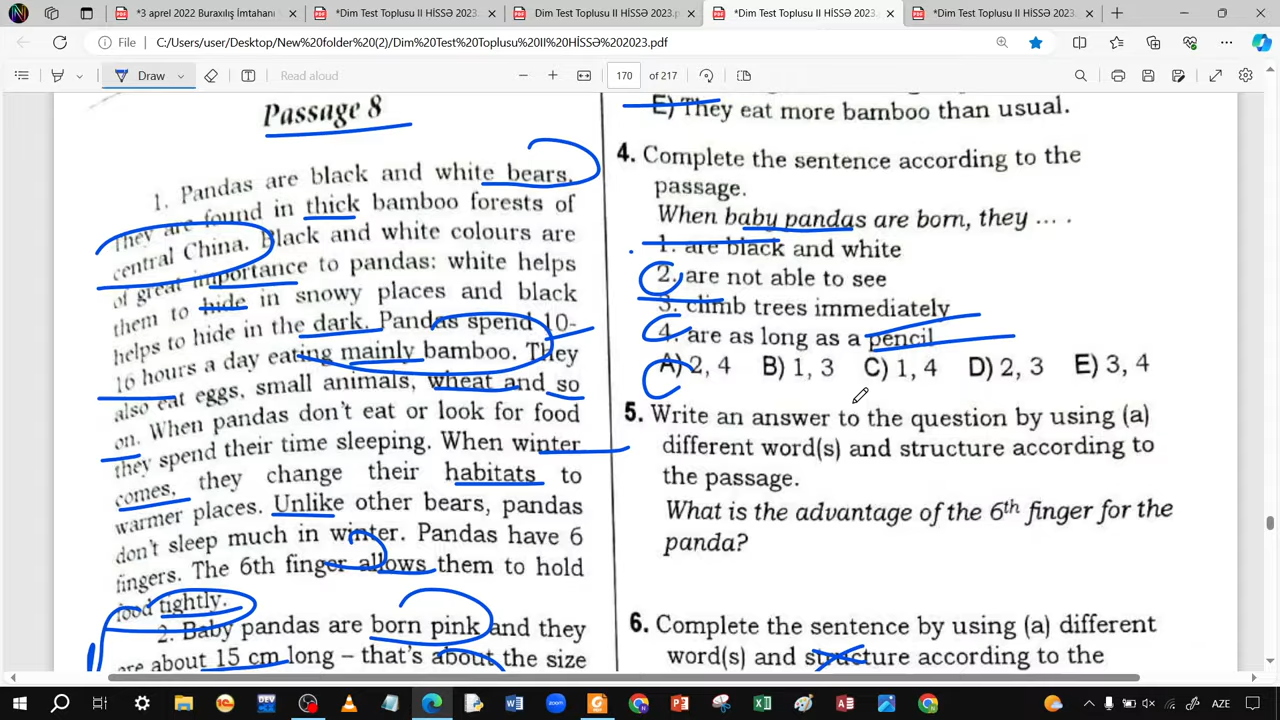 *3 aprel 2022 Buraxılış İmtahanı
*Dim Test Toplusu II HİSSƏ 2023.
Dim Test Toplusu II HİSSƏ 2023.p
*Dim Test Toplusu II HİSSƏ 2023.
*Dim Test Toplusu II HİSSƏ 2023.
File
C:/Users/user/Desktop/New%20folder%20(2)/Dim%20Test%20Toplusu%20II%20HİSSƏ%202023.pdf
Draw
Read aloud
170 of 217
Passage 8
1. Pandas are black and white bears.
They are found in thick bamboo forests of
central China. Black and white colours are
of great importance to pandas: white helps
them to hide in snowy places and black
helps to hide in the dark. Pandas spend 10-
16 hours a day eating mainly bamboo. They
also eat eggs, small animals, wheat and so
on. When pandas don't eat or look for food
they spend their time sleeping. When winter
comes, they change their habitats to
warmer places. Unlike other bears, pandas
don't sleep much in winter. Pandas have 6
fingers. The 6th finger allows them to hold
food tightly.
2. Baby pandas are born pink and they
are about 15 cm long – that's about the size
E) They eat more bamboo than usual.
4. Complete the sentence according to the
passage.
When baby pandas are born, they ... .
1. are black and white
2. are not able to see
3. climb trees immediately
4. are as long as a pencil
A) 2, 4 B) 1, 3 C) 1, 4 D) 2, 3 E) 3, 4
5. Write an answer to the question by using (a)
different word(s) and structure according to
the passage.
What is the advantage of the 6th finger for the
panda?
6. Complete the sentence by using (a) different
word(s) and structure according to the
AZE